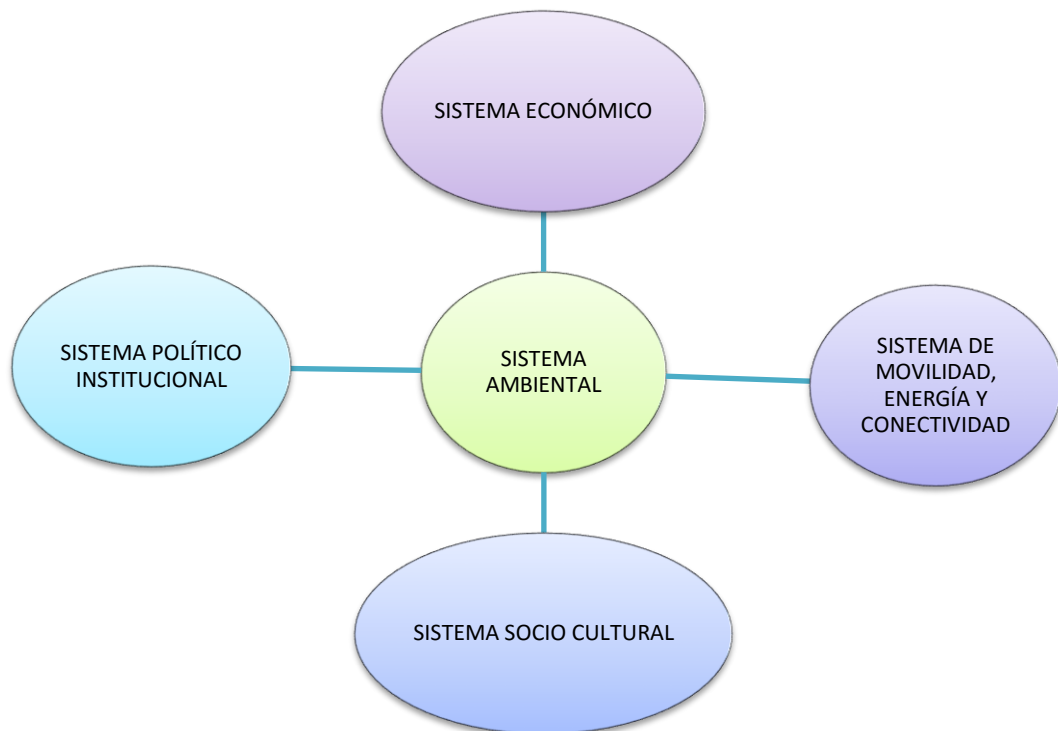 SISTEMA ECONÓMICO
SISTEMA POLÍTICO
INSTITUCIONAL
SISTEMA
AMBIENTAL
SISTEMA DE
MOVILIDAD,
ENERGÍA Y
CONECTIVIDAD
SISTEMA SOCIO CULTURAL